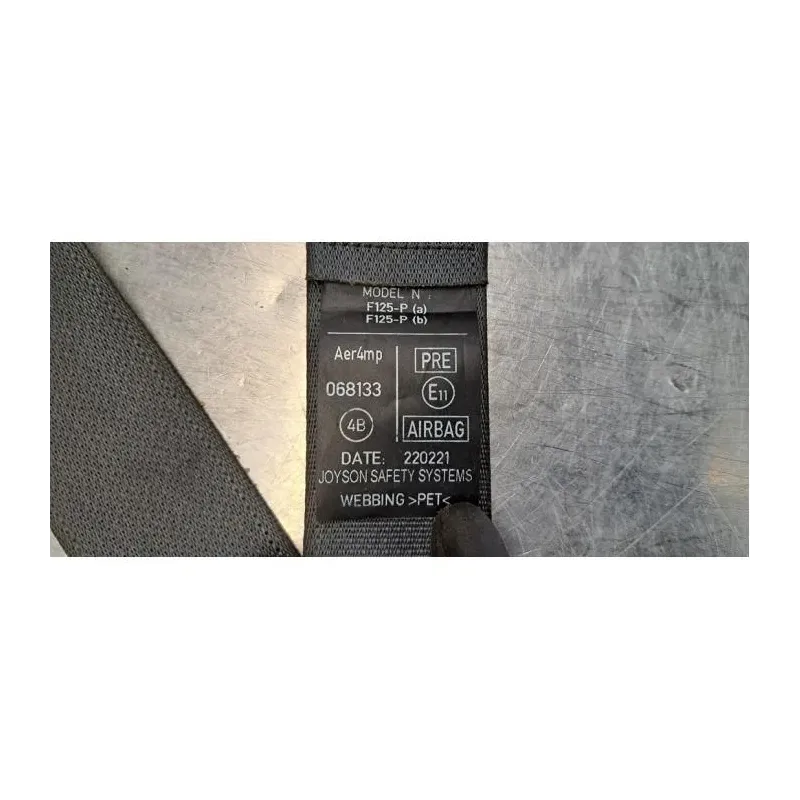 MODEL N :
F125-P (a)
F125-P (b)
Aer4mp
PRE
068133
E11
4B
AIRBAG
DATE: 220221
JOYSON SAFETY SYSTEMS
WEBBING >PET<